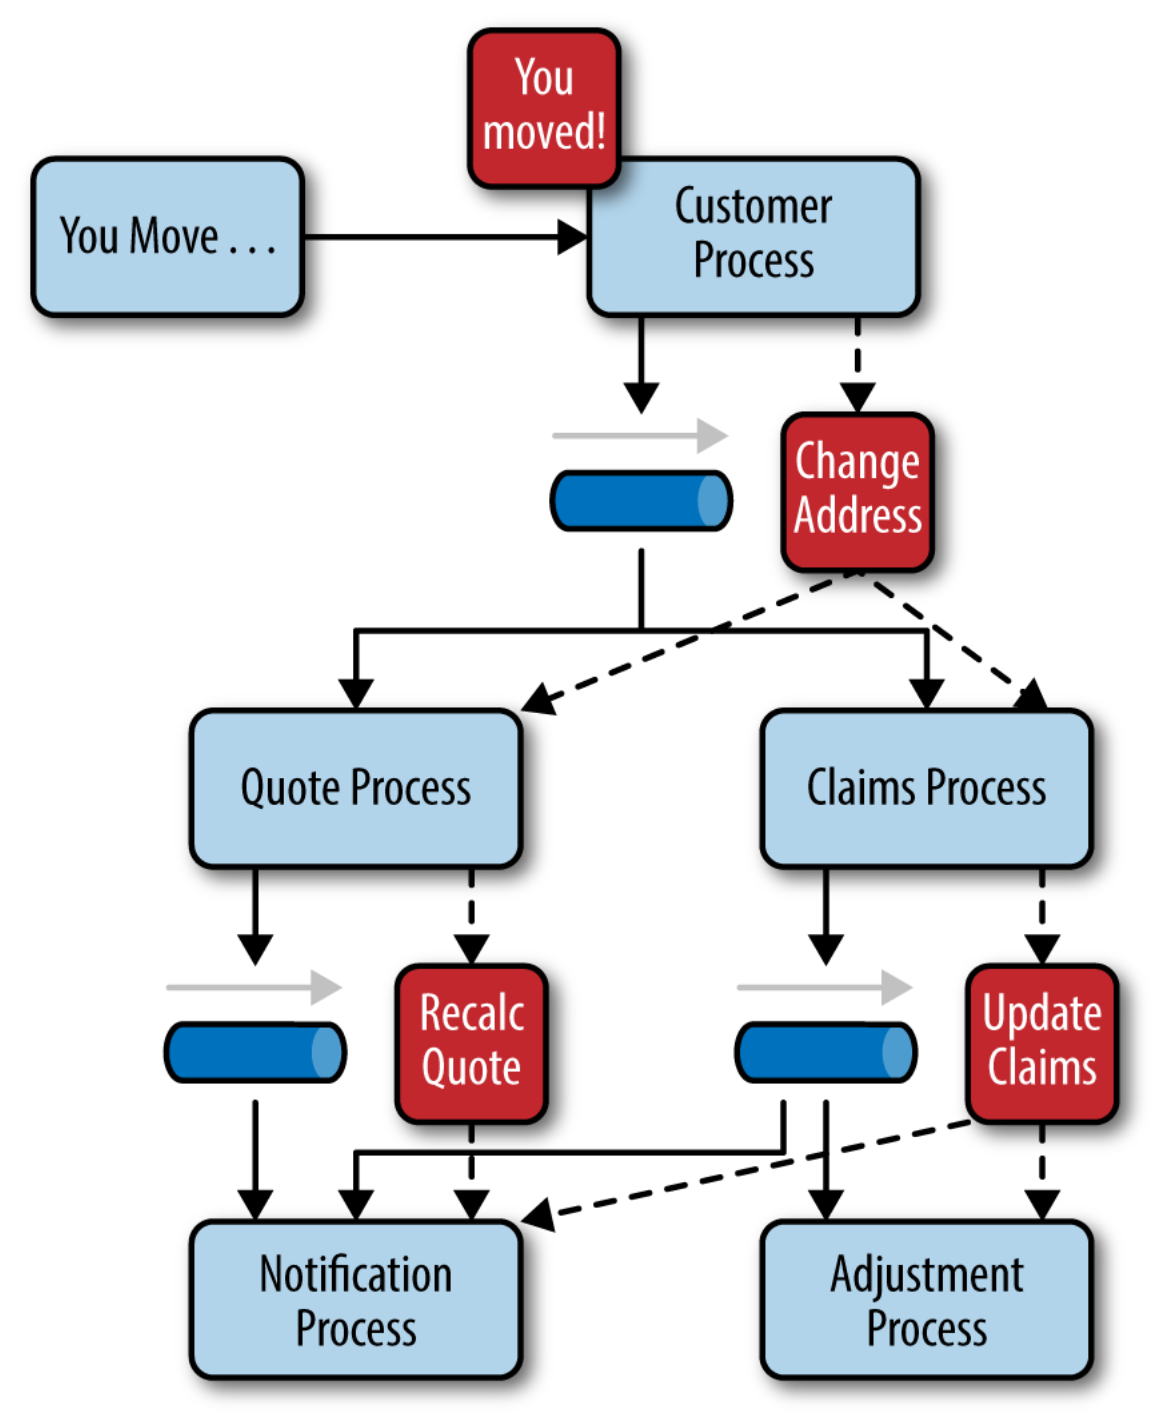 You
moved!
You Move . . .
Customer
Process
Change
Address
Quote Process
Claims Process
Recalc
Quote
Update
Claims
Notification
Process
Adjustment
Process